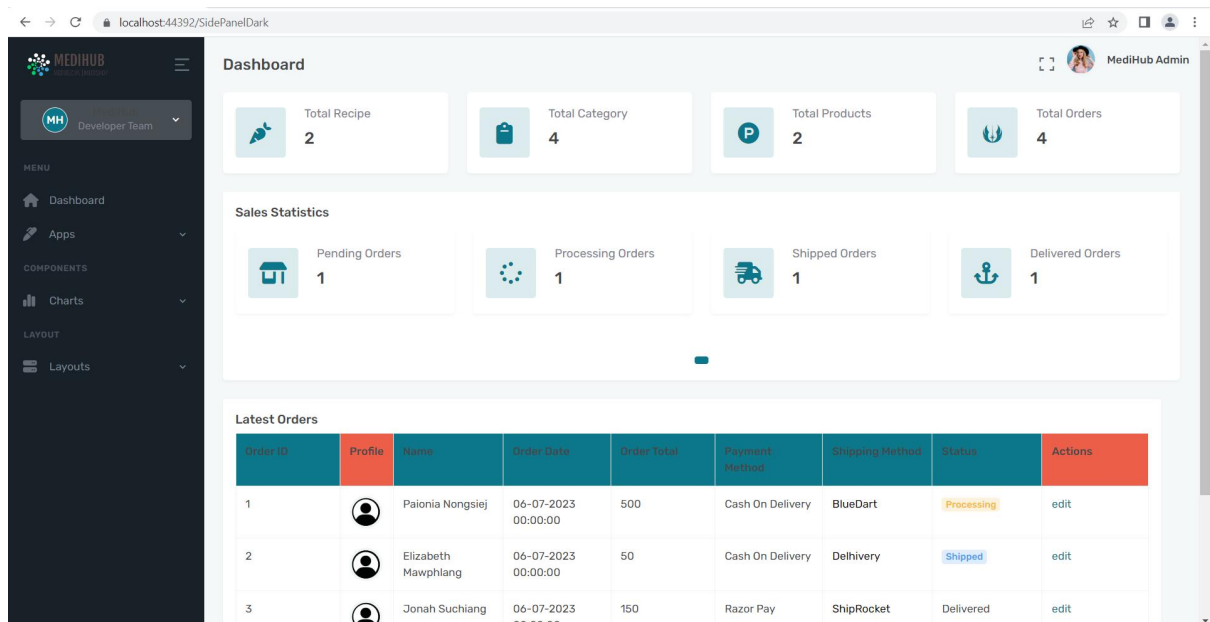 localhost:44392/SidePanelDark
MEDIHUB
Dashboard
MediHub Admin
MH
Developer Team
Total Recipe
2
Total Category
4
P
Total Products
2
Total Orders
4
MENU
Dashboard
Apps
COMPONENTS
Charts
LAYOUT
Layouts
Sales Statistics
Pending Orders
1
Processing Orders
1
Shipped Orders
1
Delivered Orders
1
Latest Orders
Order ID Profile Name Order Date Order Total Payment Method Shipping Method Status Actions
1 Paionia Nongsiej 06-07-2023 00:00:00 500 Cash On Delivery BlueDart Processing edit
2 Elizabeth Mawphlang 06-07-2023 00:00:00 50 Cash On Delivery Delhivery Shipped edit
3 Jonah Suchiang 06-07-2023 150 Razor Pay ShipRocket Delivered edit